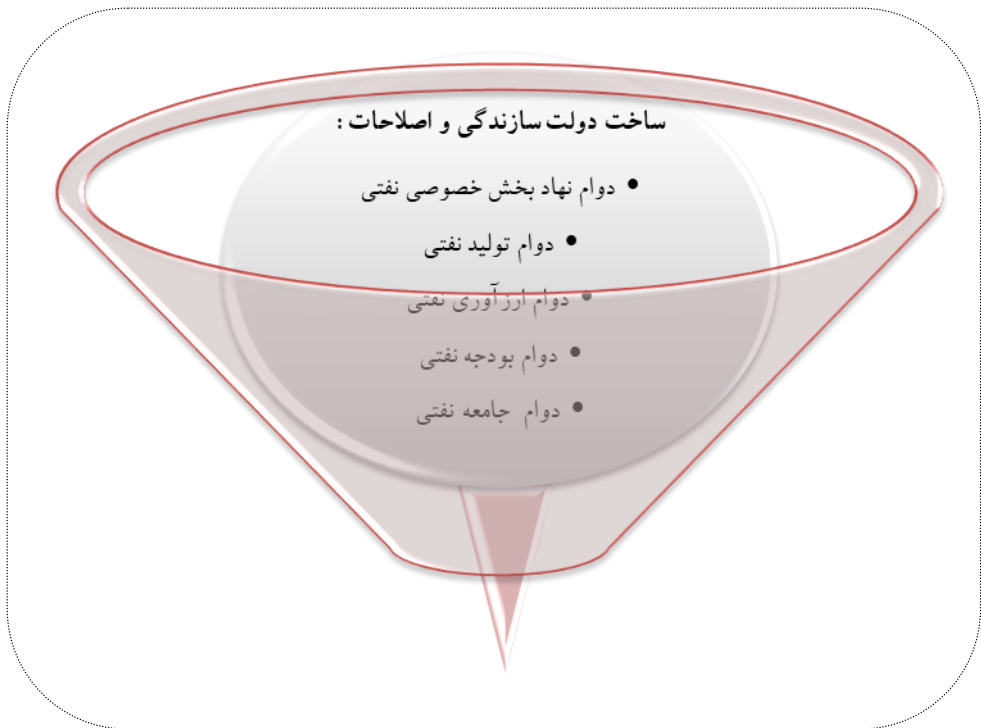 ساخت دولت سازندگی و اصلاحات :
• دوام نهاد بخش خصوصی نفتی
• دوام تولید نفتی
• دوام ارزآوری نفتی
• دوام بودجه نفتی
• دوام جامعه نفتی